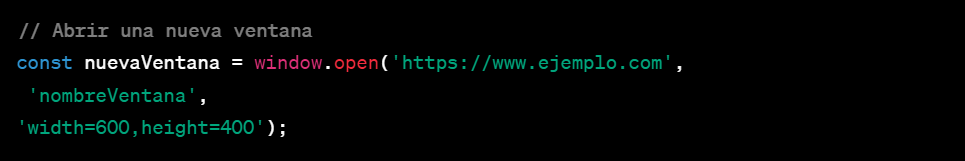 // Abrir una nueva ventana
const nuevaVentana = window.open('https://www.ejemplo.com',
'nombreVentana',
'width=600,height=400');